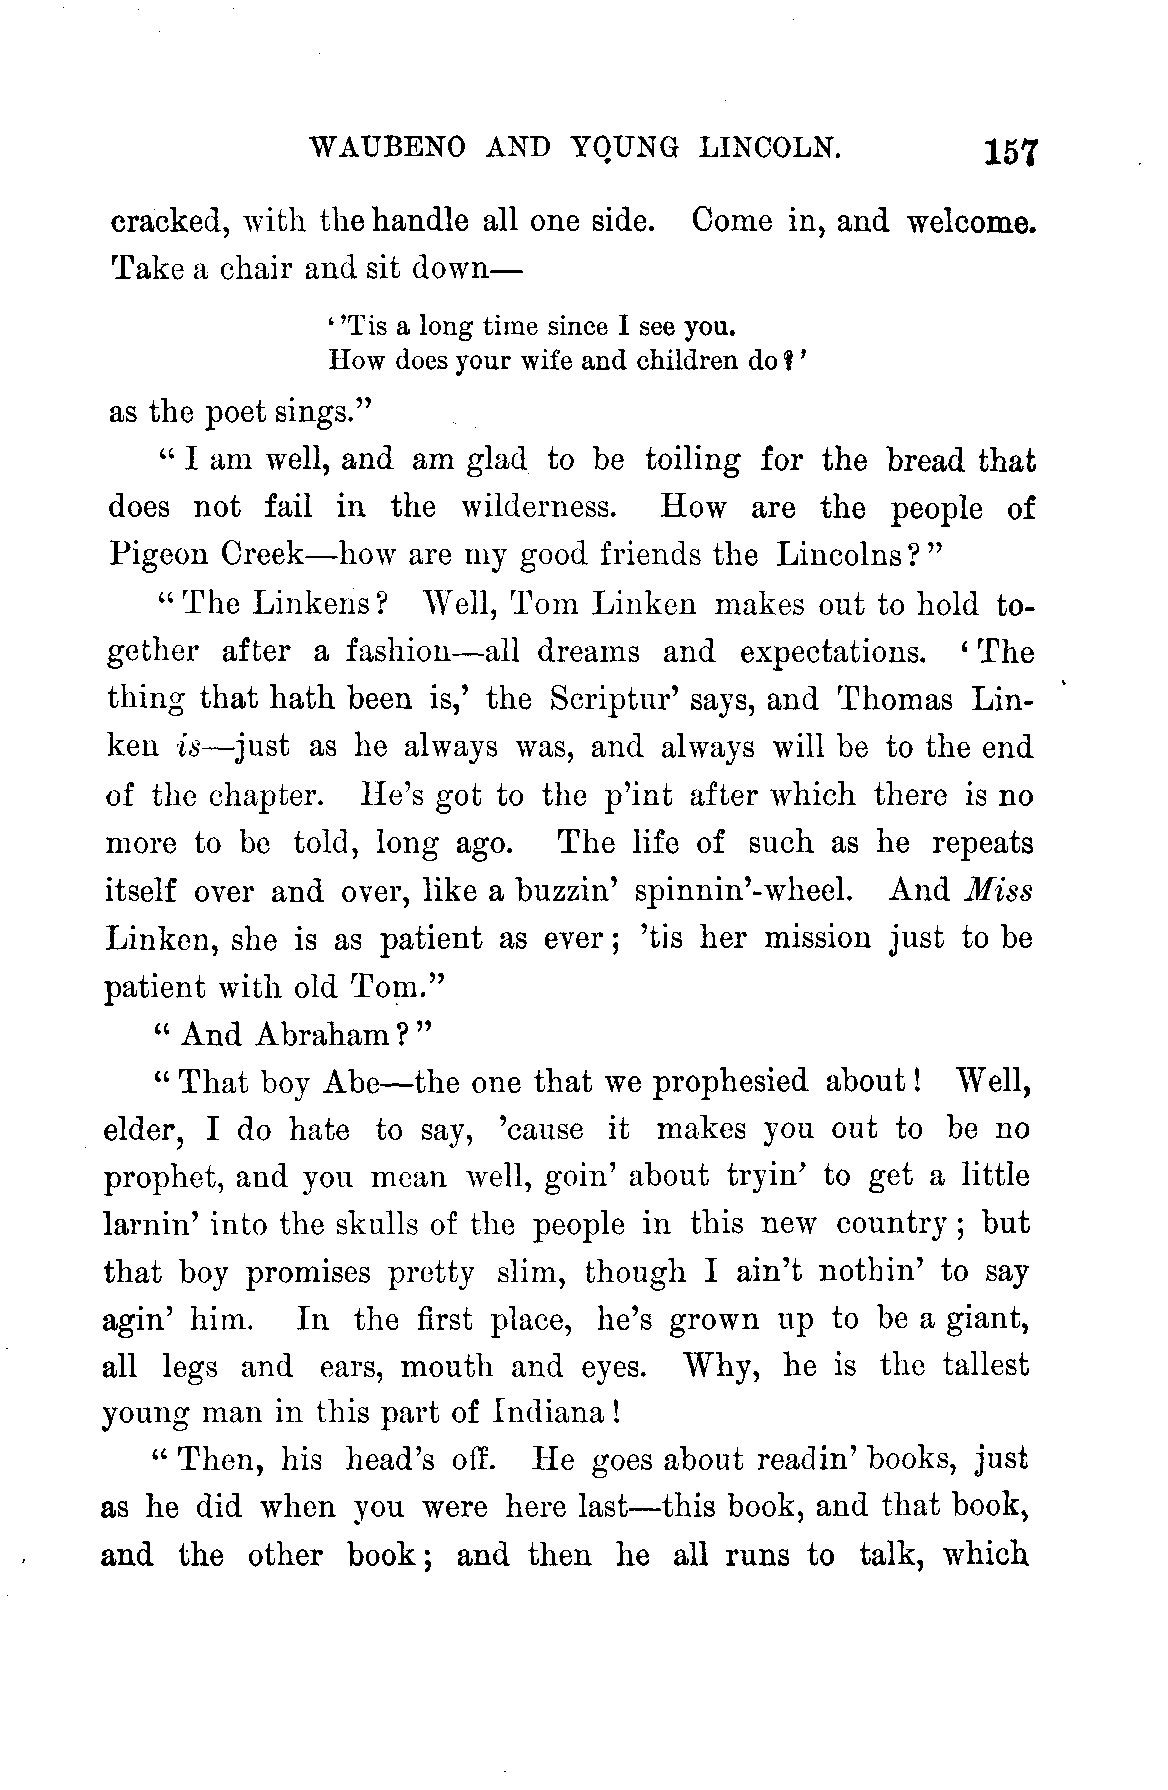 WAUBENO AND YOUNG LINCOLN. 157
cracked, with the handle all one side. Come in, and welcome.
Take a chair and sit down—
‘ ’Tis a long time since I see you.
How does your wife and children do?’
as the poet sings.”
“ I am well, and am glad to be toiling for the bread that
does not fail in the wilderness. How are the people of
Pigeon Creek—how are my good friends the Lincolns?”
“ The Linkens? Well, Tom Linken makes out to hold to-
gether after a fashion—all dreams and expectations. ‘ The
thing that hath been is,’ the Scriptur’ says, and Thomas Lin-
ken is—just as he always was, and always will be to the end
of the chapter. He’s got to the p’int after which there is no
more to be told, long ago. The life of such as he repeats
itself over and over, like a buzzin’ spinnin’-wheel. And Miss
Linken, she is as patient as ever; ’tis her mission just to be
patient with old Tom.”
“ And Abraham?”
“ That boy Abe—the one that we prophesied about! Well,
elder, I do hate to say, ’cause it makes you out to be no
prophet, and you mean well, goin’ about tryin’ to get a little
larnin’ into the skulls of the people in this new country; but
that boy promises pretty slim, though I ain’t nothin’ to say
agin’ him. In the first place, he’s grown up to be a giant,
all legs and ears, mouth and eyes. Why, he is the tallest
young man in this part of Indiana!
“ Then, his head’s off. He goes about readin’ books, just
as he did when you were here last—this book, and that book,
and the other book; and then he all runs to talk, which